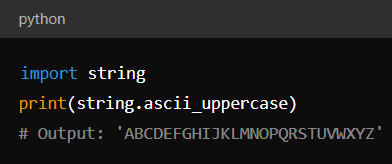 python
import string
print(string.ascii_uppercase)
# Output: 'ABCDEFGHIJKLMNOPQRSTUVWXYZ'